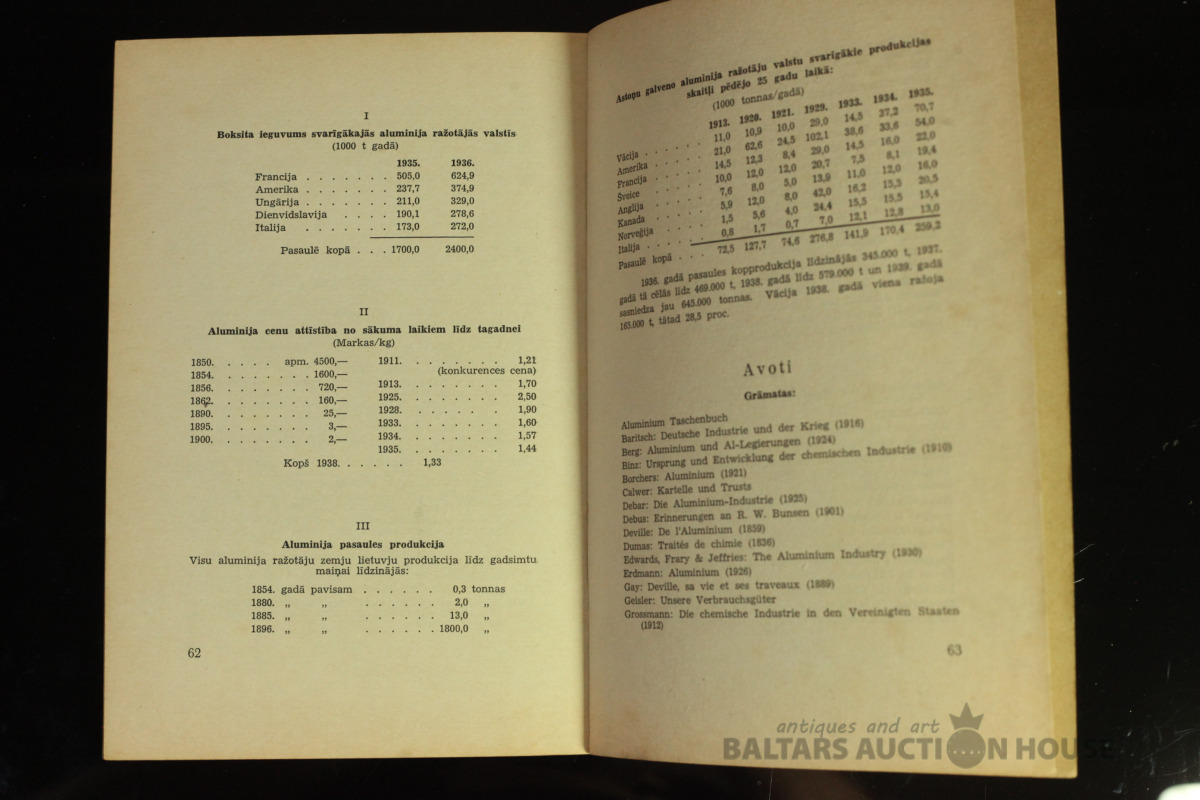 I
Boksita ieguvums svarīgākajās aluminija ražotājās valstīs
(1000 t gadā)
1935. 1936.
Francija . . . . . . . 505,0 624,9
Amerika . . . . . . . 237,7 374,9
Ungārija . . . . . . . 211,0 329,0
Dienvidslavija . . . . 190,1 278,6
Italija . . . . . . . 173,0 272,0
Pasaulē kopā . . . 1700,0 2400,0
II
Aluminija cenu attīstība no sākuma laikiem līdz tagadnei
(Markas/kg)
1850. . . . . apm. 4500,—
1854. . . . . . . . 1600,—
1856. . . . . . . . 720,—
1862. . . . . . . . 160,—
1890. . . . . . . . 25,—
1895. . . . . . . . 3,—
1900. . . . . . . . 2,—
1911. . . . . . . . 1,21
(konkurences cena)
1913. . . . . . . . 1,70
1925. . . . . . . . 2,50
1928. . . . . . . 1,90
1933. . . . . . . . 1,60
1934. . . . . . . . 1,57
1935. . . . . . . . 1,44
Kopš 1938. . . . . . 1,33
III
Aluminija pasaules produkcija
Visu aluminija ražotāju zemju lietuvju produkcija līdz gadsimtu
maiņai līdzinājās:
1854. gadā pavisam . . . . . . 0,3 tonnas
1880. „ „ . . . . . . 2,0 „
1885. „ „ . . . . . . 13,0 „
1896. „ „ . . . . . . 1800,0 „
62
Astoņu galveno aluminija ražotāju valstu svarīgākie produkcijas
skaitļi pēdējo 25 gadu laikā:
(1000 tonnas/gadā)
1913. 1920. 1921. 1929. 1933. 1934. 1935.
Vācija . . . . . . 11,0 10,9 10,0 29,0 14,5 37,2 70,7
Amerika . . . . . 21,0 62,6 24,5 102,1 38,6 33,6 54,0
Francija . . . . . 14,5 12,3 8,4 29,0 14,5 16,0 22,0
Šveice . . . . . 10,0 12,0 12,0 20,7 7,5 8,1 19,4
Anglija . . . . . 7,6 8,0 5,0 13,9 11,0 12,0 16,0
Kanada . . . . . 5,9 12,0 8,0 42,0 16,2 15,5 20,5
Norveģija . . . . 1,5 5,6 4,0 24,4 15,5 15,5 15,4
Italija . . . . . . 0,8 1,7 0,7 7,0 12,1 12,8 13,0
Pasaulē kopā . . . 72,5 127,7 74,6 276,8 141,9 170,4 259,2
1936. gadā pasaules kopprodukcija līdzinājās 345.000 t, 1937.
gadā tā cēlās līdz 469.000 t, 1938. gadā līdz 579.000 t un 1939. gadā
sasniedza jau 645.000 tonnas. Vācija 1938. gadā viena ražoja
165.000 t, tātad 28,5 proc.
Avoti
Grāmatas:
Aluminium Taschenbuch
Baritsch: Deutsche Industrie und der Krieg (1916)
Berg: Aluminium und Al-Legierungen (1924)
Binz: Ursprung und Entwicklung der chemischen Industrie (1910)
Borchers: Aluminium (1921)
Calwer: Kartelle und Trusts
Debar: Die Aluminium-Industrie (1925)
Debus: Erinnerungen an R. W. Bunsen (1901)
Deville: De l'Aluminium (1859)
Dumas: Traités de chimie (1836)
Edwards, Frary & Jeffries: The Aluminium Industry (1930)
Erdmann: Aluminium (1926)
Gay: Deville, sa vie et ses traveaux (1889)
Geisler: Unsere Verbrauchsgüter
Grossmann: Die chemische Industrie in den Vereinigten Staaten
(1912)
63
antiques and art
BALTARS AUCTION HOUSE